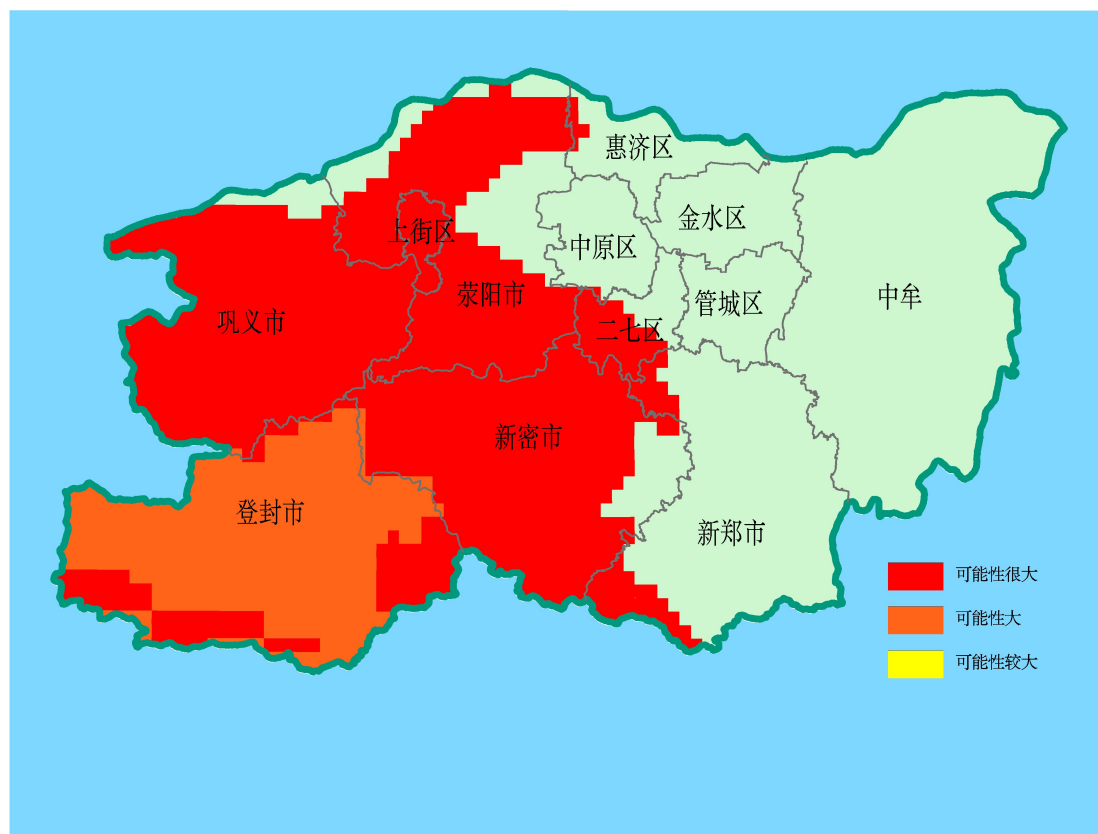 惠济区
金水区
上街区
中原区
荥阳市
管城区
中牟
巩义市
二七区
新密市
登封市
新郑市
可能性很大
可能性大
可能性较大